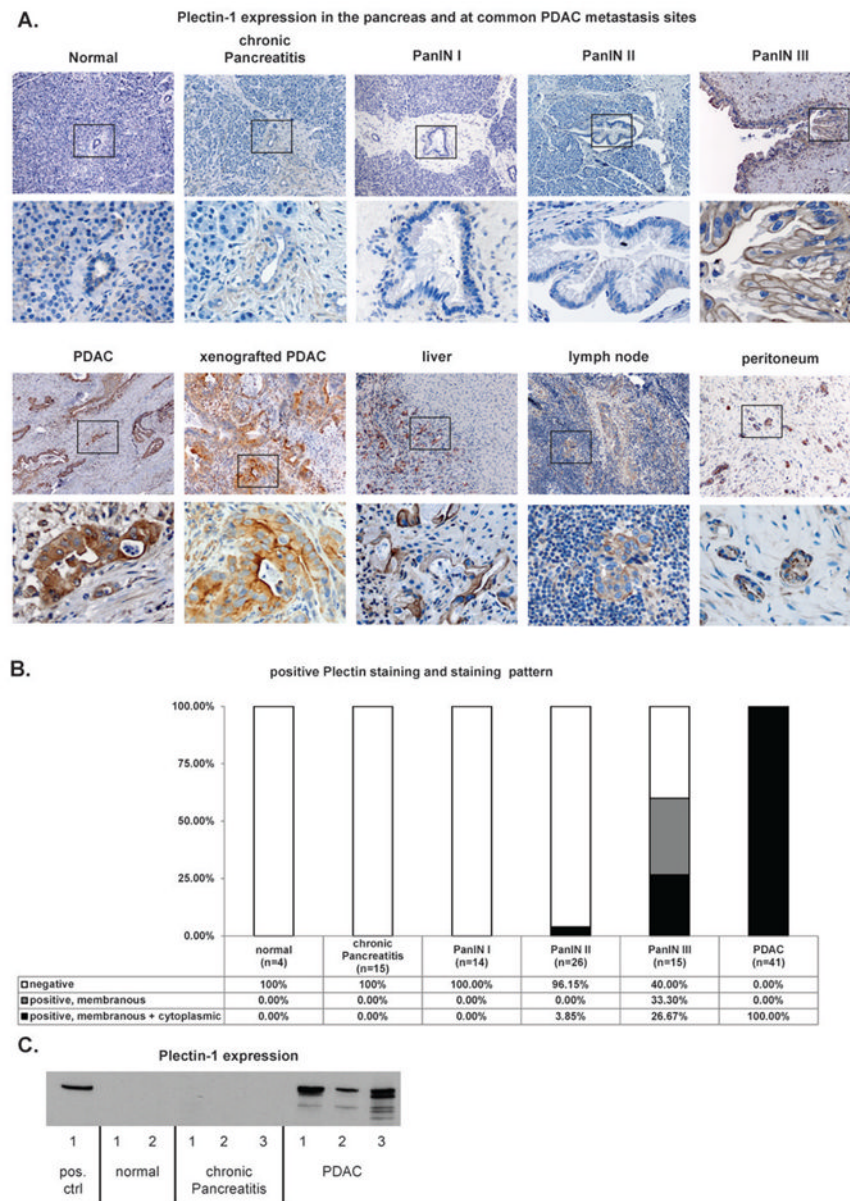 A.
Plectin-1 expression in the pancreas and at common PDAC metastasis sites
Normal
chronic
Pancreatitis
PanIN I
PanIN II
PanIN III
PDAC
xenografted PDAC
liver
lymph node
peritoneum
B.
positive Plectin staining and staining pattern
100.00%
75.00%
50.00%
25.00%
0.00%
normal
(n=4)
chronic
Pancreatitis
(n=15)
PanIN I
(n=14)
PanIN II
(n=26)
PanIN III
(n=15)
PDAC
(n=41)
negative 100% 100% 100.00% 96.15% 40.00% 0.00%
positive, membranous 0.00% 0.00% 0.00% 0.00% 33.30% 0.00%
positive, membranous + cytoplasmic 0.00% 0.00% 0.00% 3.85% 26.67% 100.00%
C.
Plectin-1 expression
1 1 2 1 2 3 1 2 3
pos.
ctrl
normal
chronic
Pancreatitis
PDAC